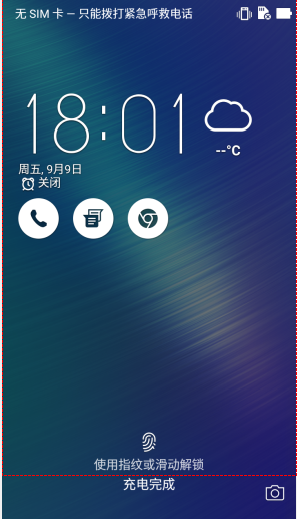 无 SIM 卡 — 只能拨打紧急呼救电话
18:01
--°C
周五, 9月9日
关闭
使用指纹或滑动解锁
充电完成